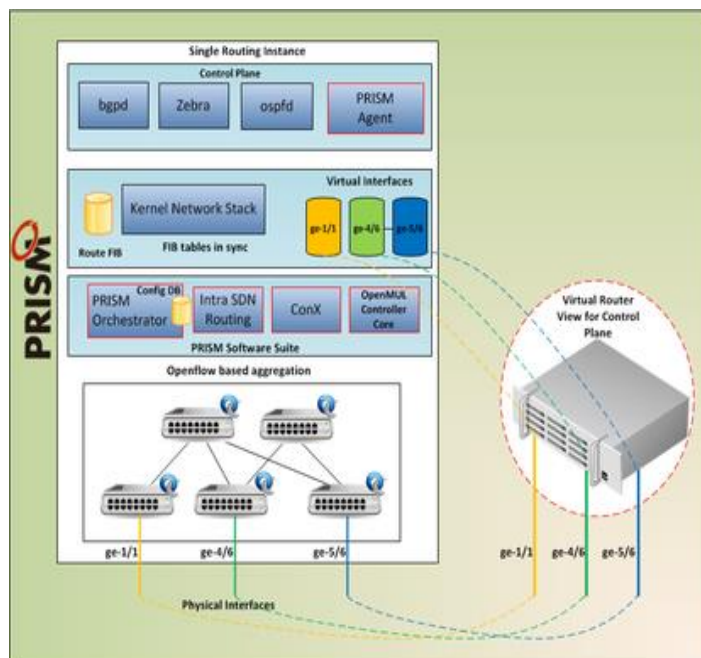 Single Routing Instance
Control Plane
bgpd
Zebra
ospfd
PRISM
Agent
Virtual Interfaces
Kernel Network Stack
ge-1/1
ge-4/6
ge-5/6
Route FIB
FIB tables in sync
PRISM
Config DB
PRISM
Orchestrator
Intra SDN
Routing
ConX
OpenMUL
Controller
Core
PRISM Software Suite
Virtual Router
View for Control
Plane
Openflow based aggregation
ge-1/1
ge-4/6
ge-5/6
ge-1/1
ge-4/6
ge-5/6
Physical Interfaces